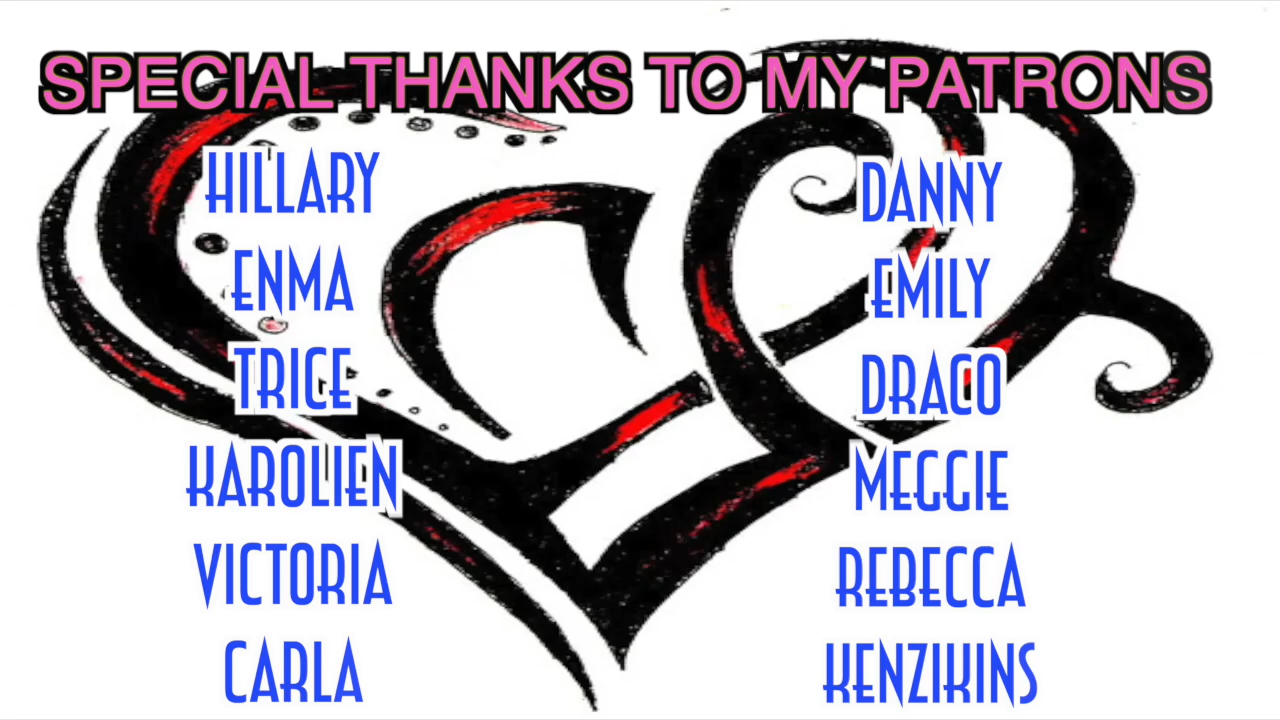 SPECIAL THANKS TO MY PATRONS
HILLARY
ENMA
TRICE
KAROLIEN
VICTORIA
CARLA
DANNY
EMILY
DRACO
MEGGIE
REBECCA
KENZIKINS